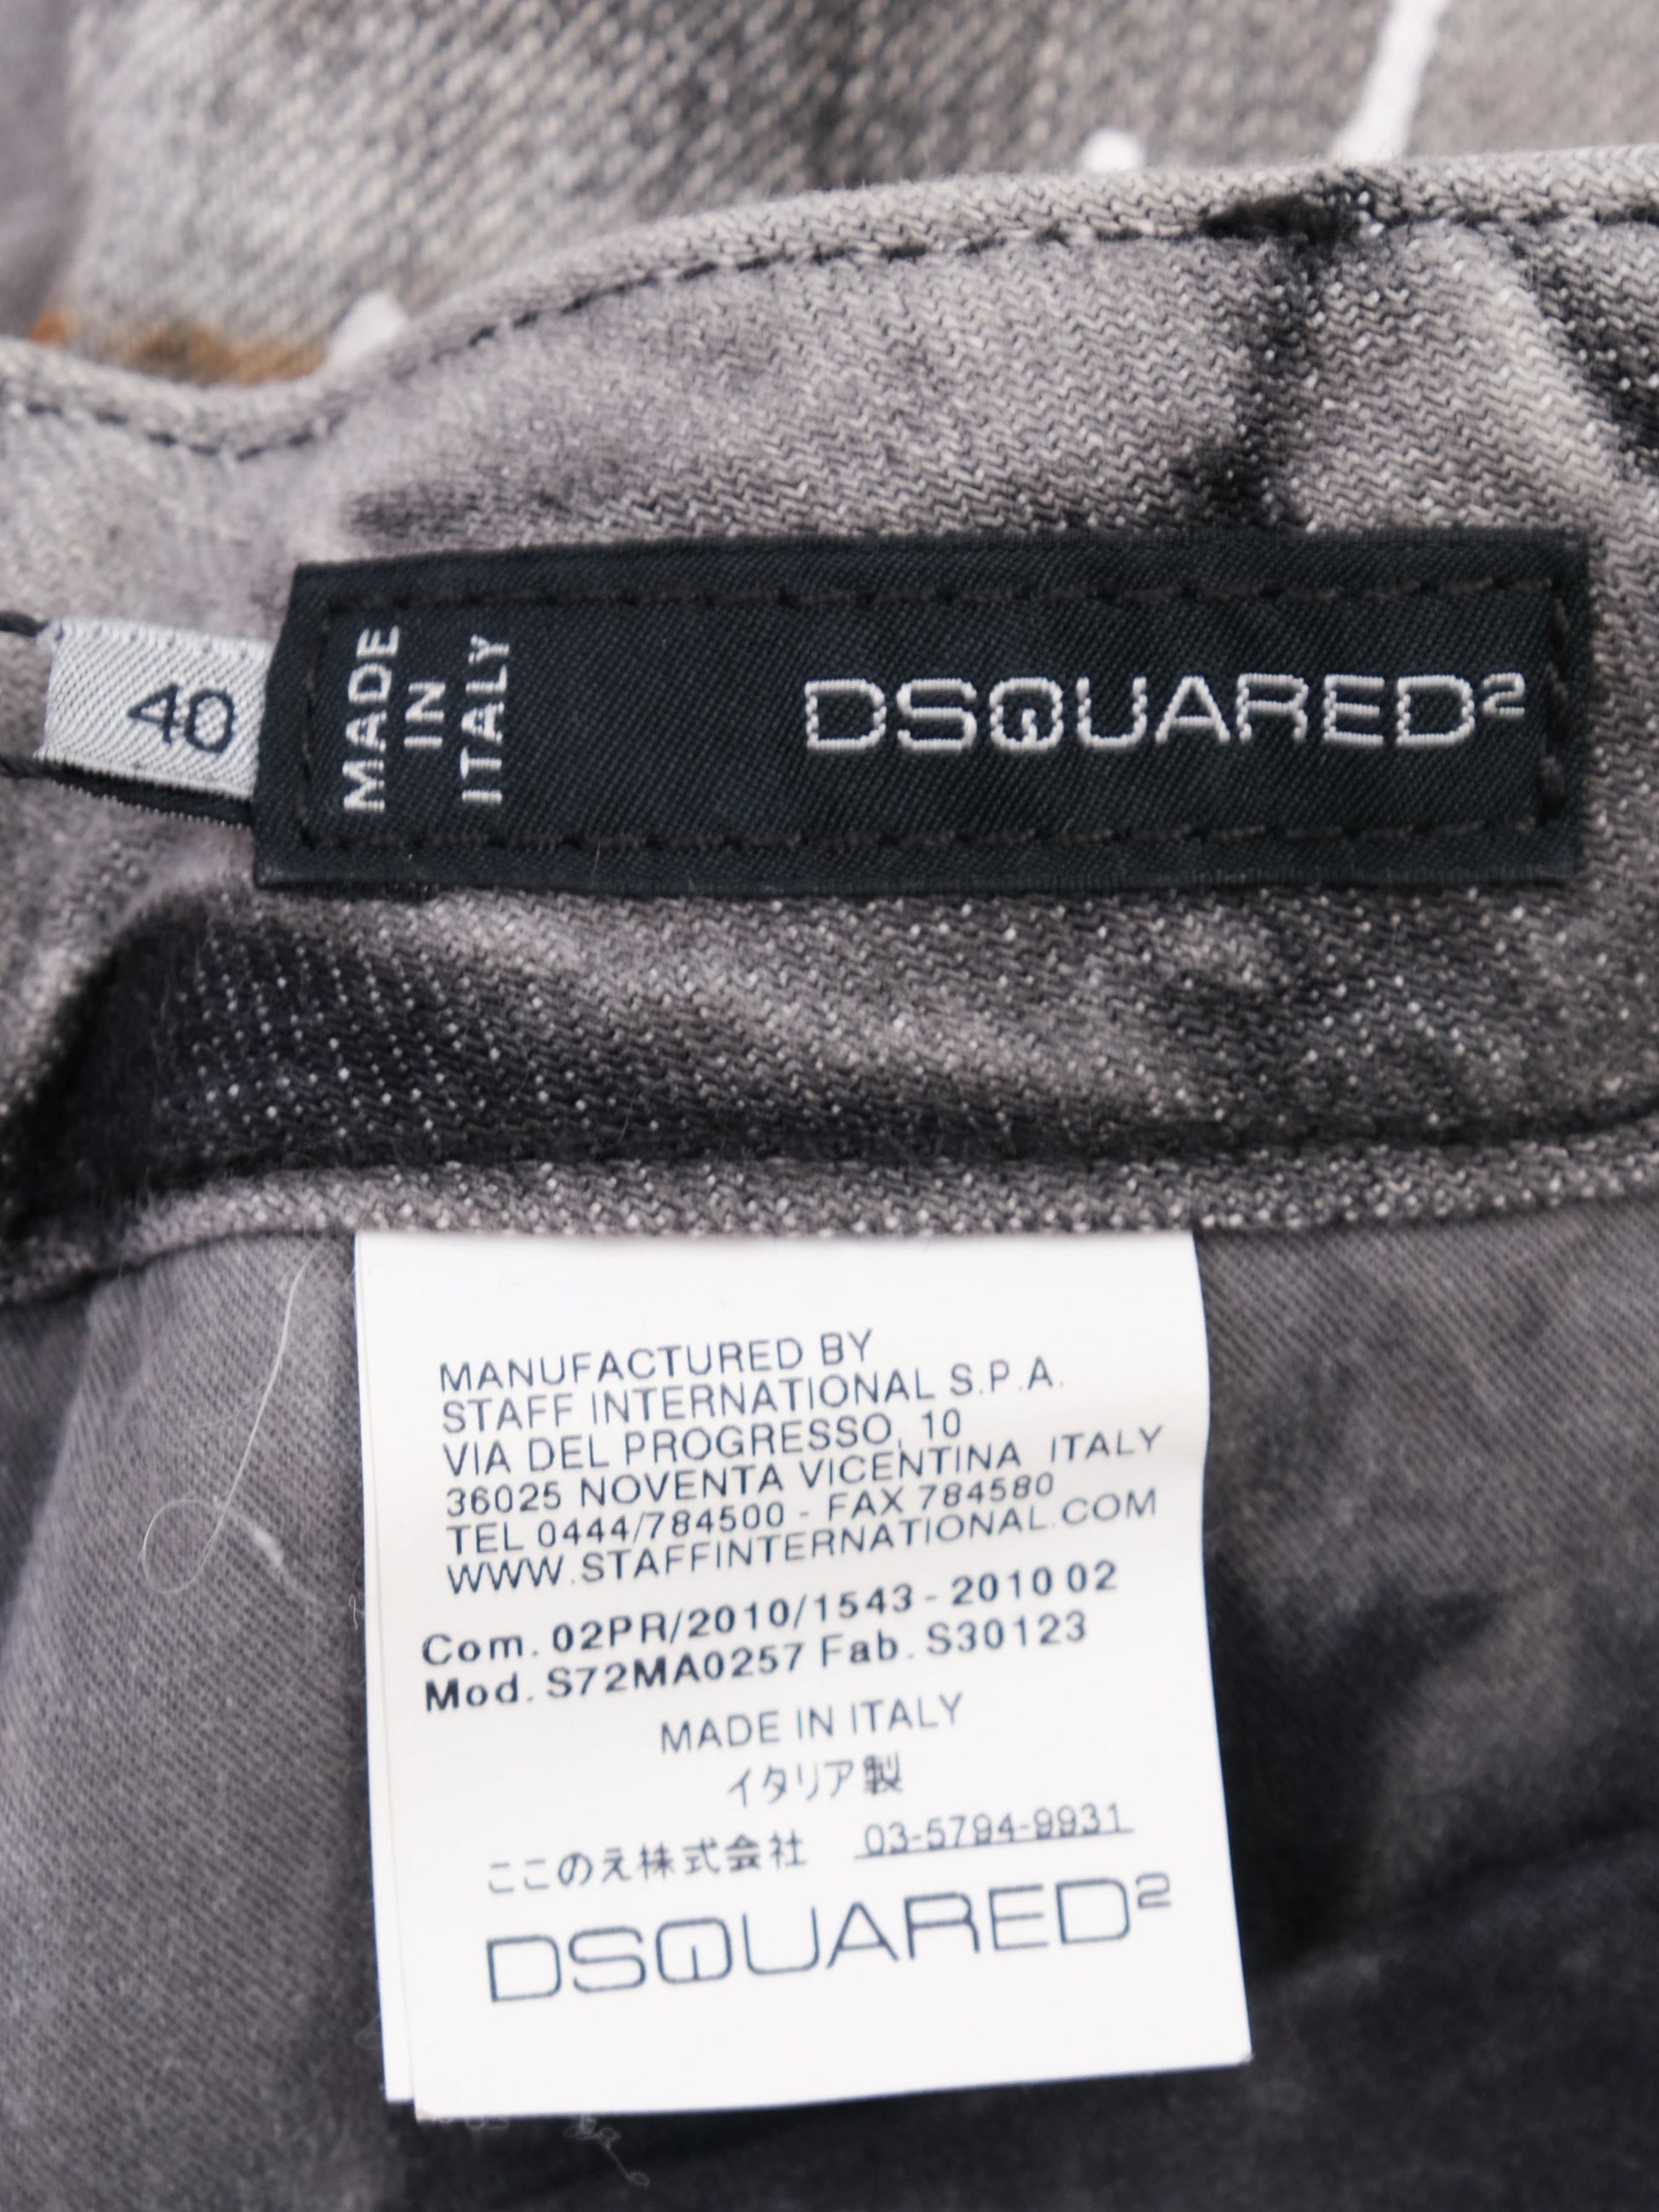 40
MADE
IN
ITALY
DSQUARED2
MANUFACTURED BY
STAFF INTERNATIONAL S.P.A.
VIA DEL PROGRESSO, 10
36025 NOVENTA VICENTINA ITALY
TEL 0444/784500 - FAX 784580
WWW.STAFFINTERNATIONAL.COM
Com. 02PR/2010/1543 - 2010 02
Mod. S72MA0257 Fab. S30123
MADE IN ITALY
イタリア製
ここのえ株式会社 03-5794-9931
DSQUARED2